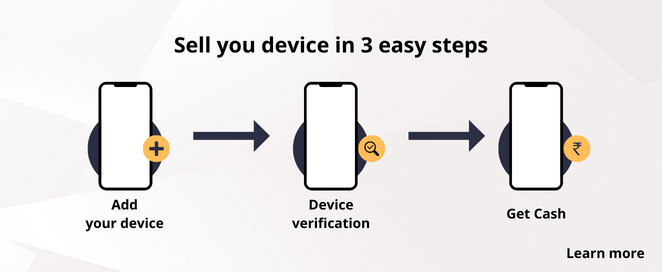 Sell you device in 3 easy steps
₹
Add
your device
Device
verification
Get Cash
Learn more